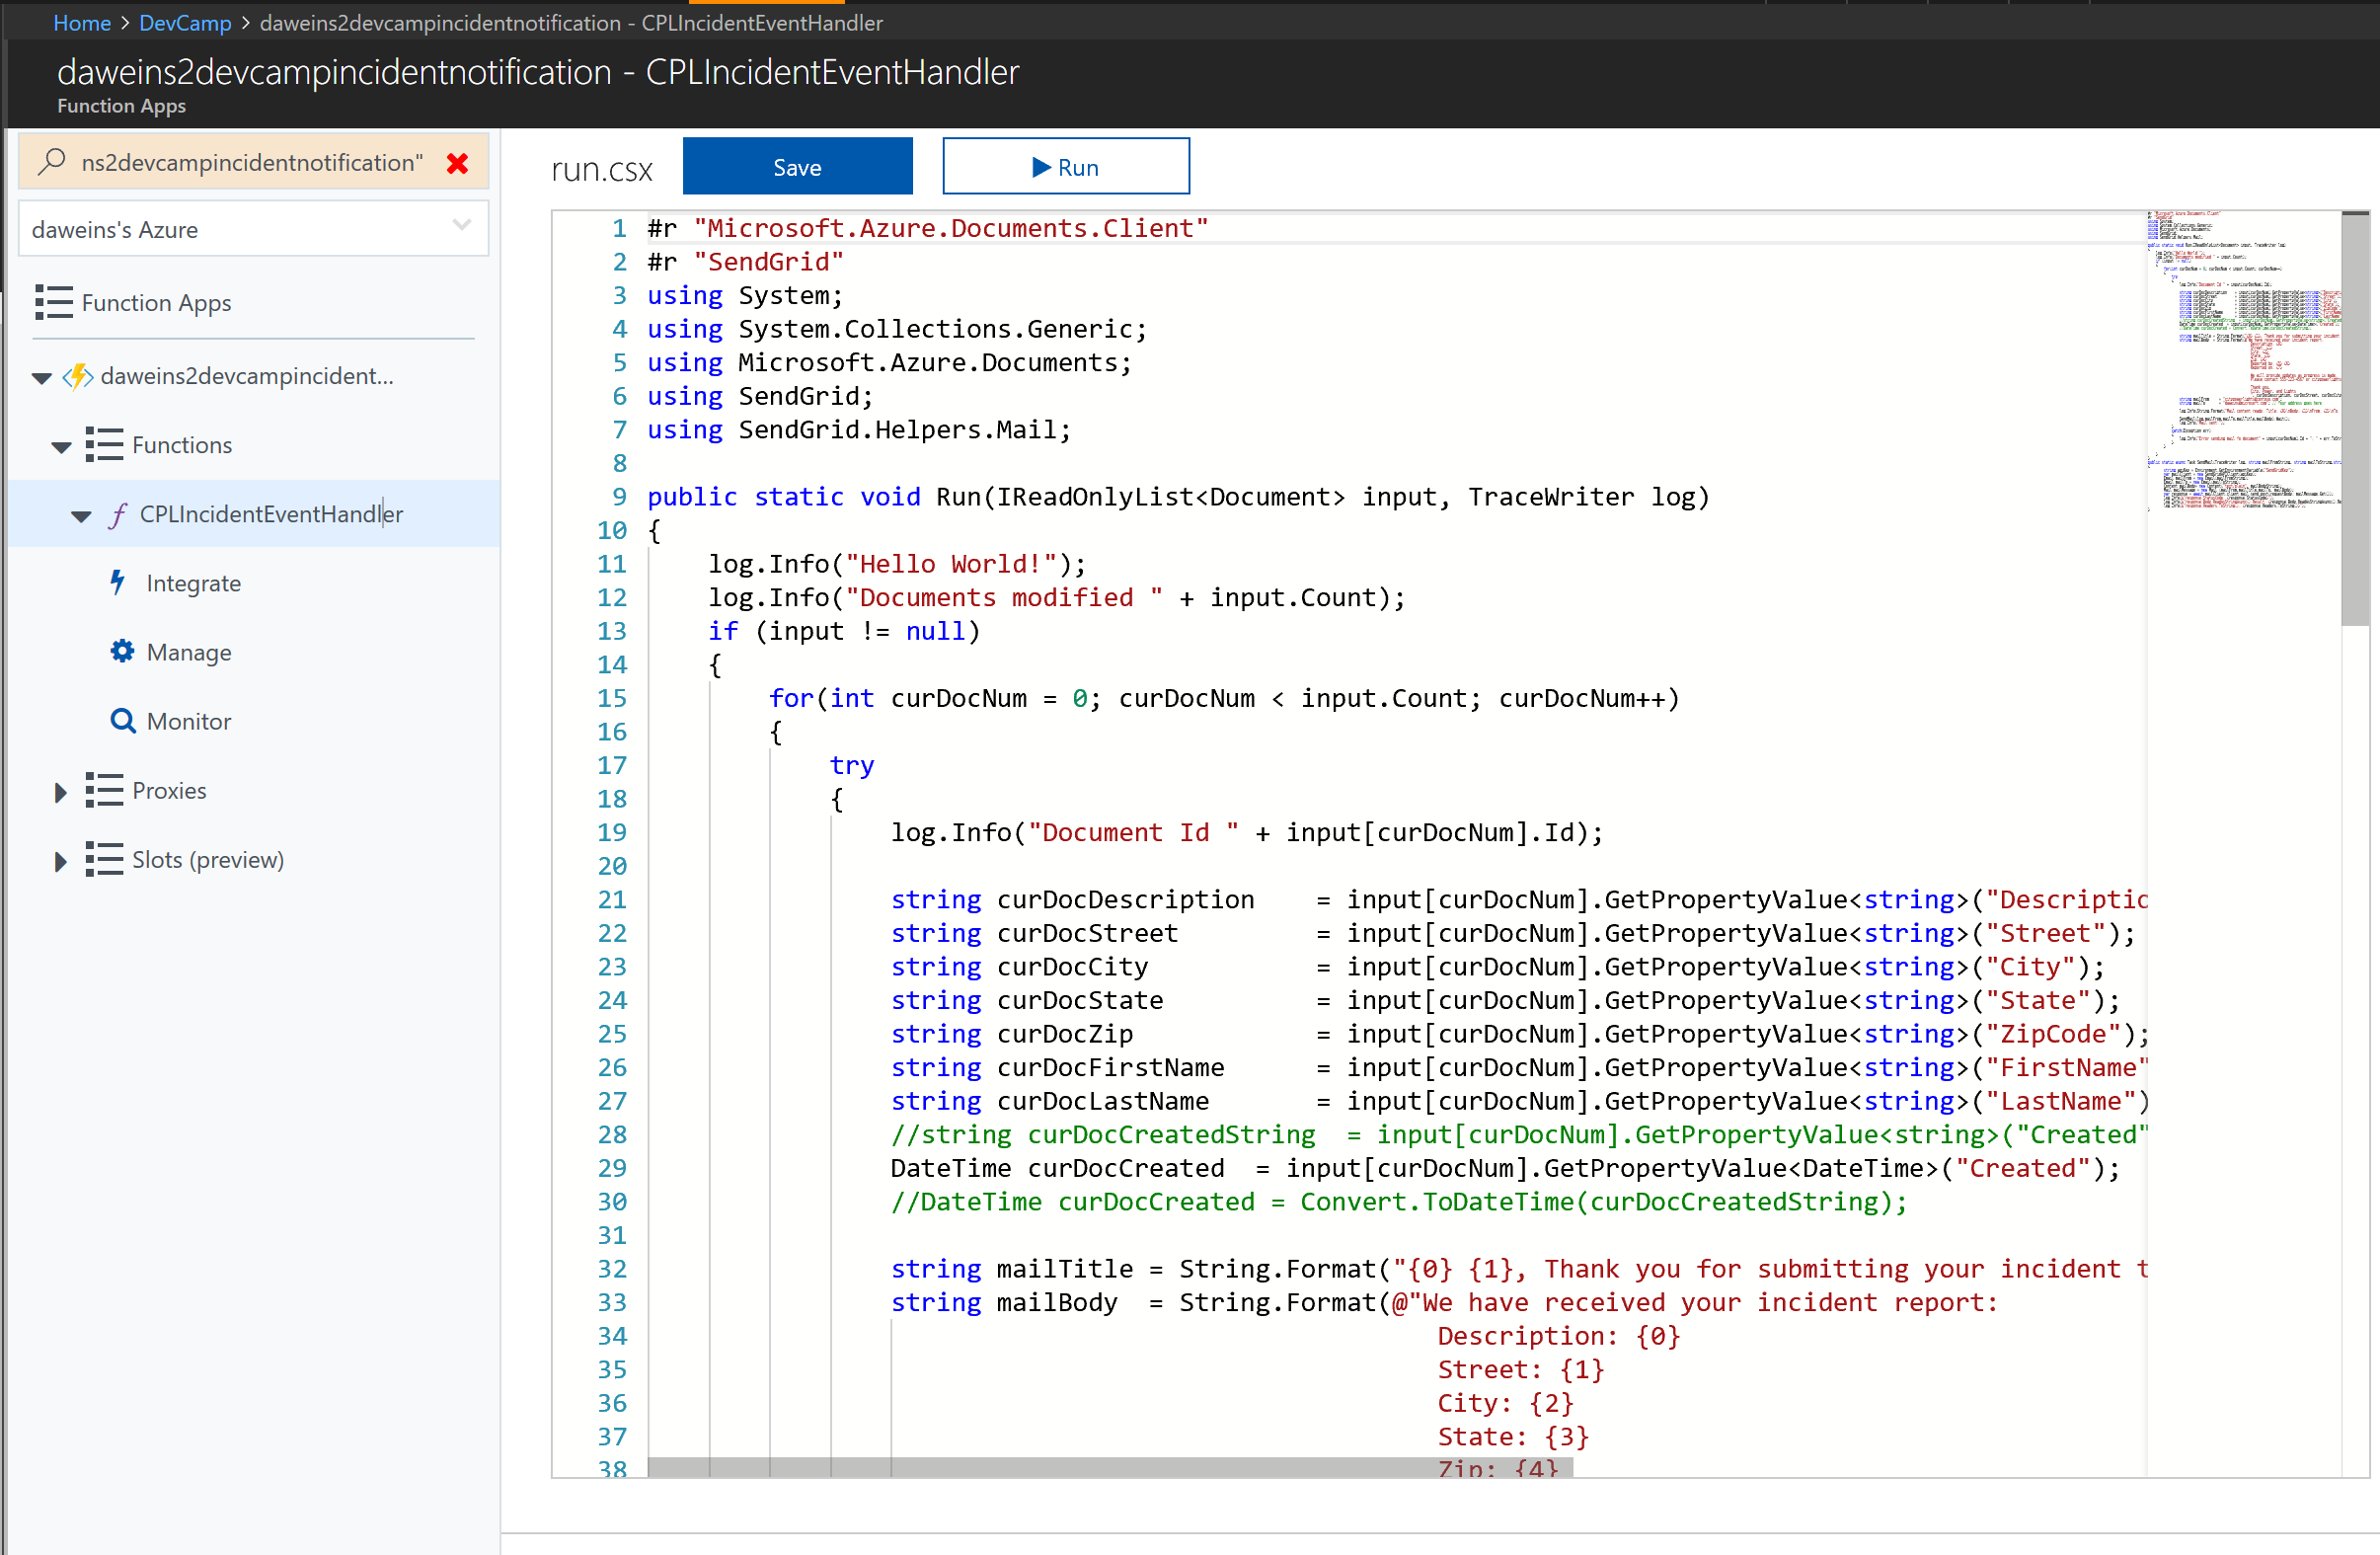 Home > DevCamp > daweins2devcampincidentnotification - CPLIncidentEventHandler
daweins2devcampincidentnotification - CPLIncidentEventHandler
Function Apps
ns2devcampincidentnotification"
daweins's Azure
Function Apps
daweins2devcampincident...
Functions
CPLIncidentEventHandler
Integrate
Manage
Monitor
Proxies
Slots (preview)
run.csx
Save
Run
1 #r "Microsoft.Azure.Documents.Client"
2 #r "SendGrid"
3 using System;
4 using System.Collections.Generic;
5 using Microsoft.Azure.Documents;
6 using SendGrid;
7 using SendGrid.Helpers.Mail;
8
9 public static void Run(IReadOnlyList<Document> input, TraceWriter log)
10 {
11     log.Info("Hello World!");
12     log.Info("Documents modified " + input.Count);
13     if (input != null)
14     {
15         for(int curDocNum = 0; curDocNum < input.Count; curDocNum++)
16         {
17             try
18             {
19                 log.Info("Document Id " + input[curDocNum].Id);
20
21                 string curDocDescription    = input[curDocNum].GetPropertyValue<string>("Descriptio
22                 string curDocStreet         = input[curDocNum].GetPropertyValue<string>("Street");
23                 string curDocCity           = input[curDocNum].GetPropertyValue<string>("City");
24                 string curDocState          = input[curDocNum].GetPropertyValue<string>("State");
25                 string curDocZip            = input[curDocNum].GetPropertyValue<string>("ZipCode");
26                 string curDocFirstName      = input[curDocNum].GetPropertyValue<string>("FirstName"
27                 string curDocLastName       = input[curDocNum].GetPropertyValue<string>("LastName")
28                 //string curDocCreatedString  = input[curDocNum].GetPropertyValue<string>("Created"
29                 DateTime curDocCreated  = input[curDocNum].GetPropertyValue<DateTime>("Created");
30                 //DateTime curDocCreated = Convert.ToDateTime(curDocCreatedString);
31
32                 string mailTitle = String.Format("{0} {1}, Thank you for submitting your incident t
33                 string mailBody  = String.Format(@"We have received your incident report:
34                                                     Description: {0}
35                                                     Street: {1}
36                                                     City: {2}
37                                                     State: {3}
38                                                     Zip: {4}